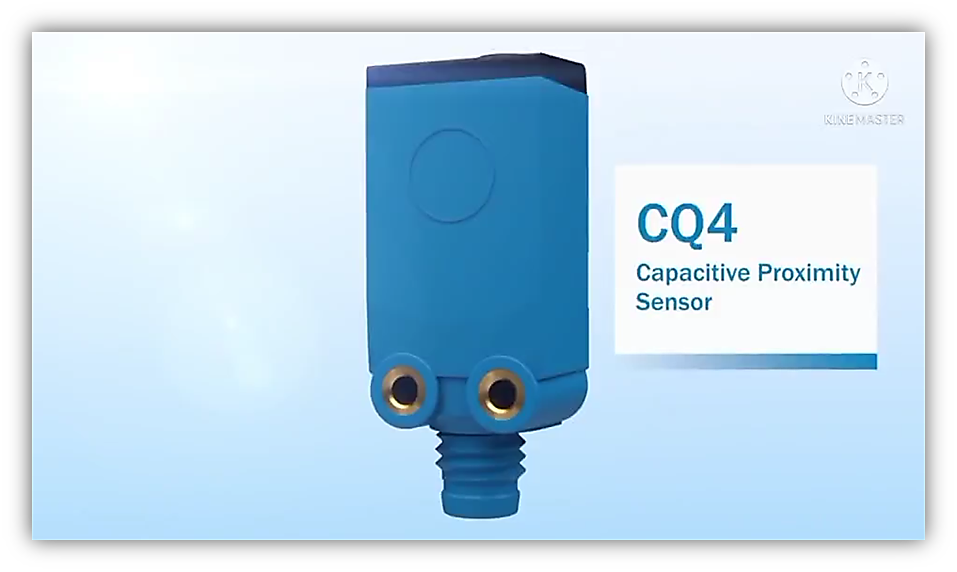 K
KINEMASTER
CQ4
Capacitive Proximity
Sensor